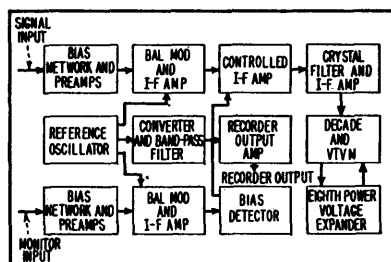 SIGNAL
INPUT
BIAS
NETWORK AND
PREAMPS
BAL MOD
AND
I-F AMP
CONTROLLED
I-F AMP
CRYSTAL
FILTER AND
I-F AMP
REFERENCE
OSCILLATOR
CONVERTER
AND BAND-PASS
FILTER
RECORDER
OUTPUT
AMP
DECADE
AND
VTVM
RECORDER OUTPUT
BIAS
NETWORK AND
PREAMPS
BAL MOD
AND
I-F AMP
BIAS
DETECTOR
EIGHTH POWER
VOLTAGE
EXPANDER
MONITOR
INPUT